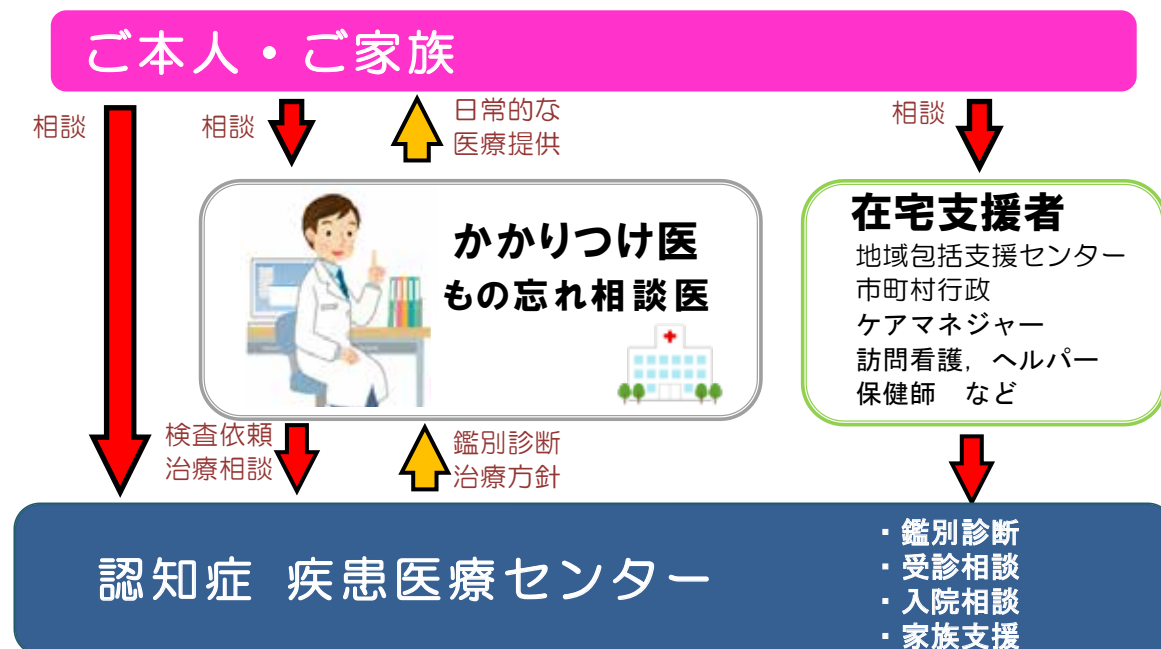 ご本人・ご家族
相談
相談
日常的な
医療提供
相談
かかりつけ医
もの忘れ相談医
在宅支援者
地域包括支援センター
市町村行政
ケアマネジャー
訪問看護，ヘルパー
保健師　など
検査依頼
治療相談
鑑別診断
治療方針
認知症 疾患医療センター
・鑑別診断
・受診相談
・入院相談
・家族支援